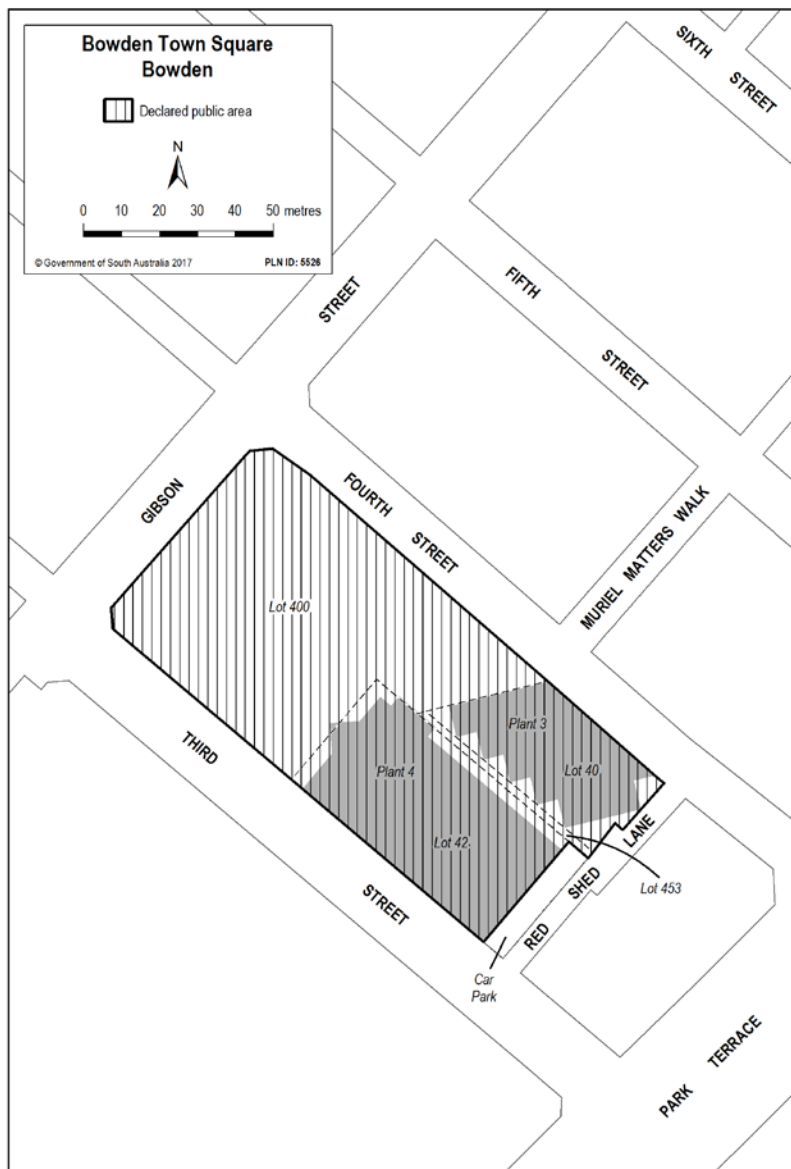 Bowden Town Square
Bowden
Declared public area
N
0 10 20 30 40 50 metres
© Government of South Australia 2017 PLN ID: 5526
SIXTH
STREET
STREET
FIFTH
STREET
GIBSON
FOURTH
STREET
MURIEL MATTERS WALK
Lot 400
THIRD
Plant 3
Plant 4
Lot 40
Lot 42
STREET
RED SHED LANE
Lot 453
Car
Park
PARK TERRACE